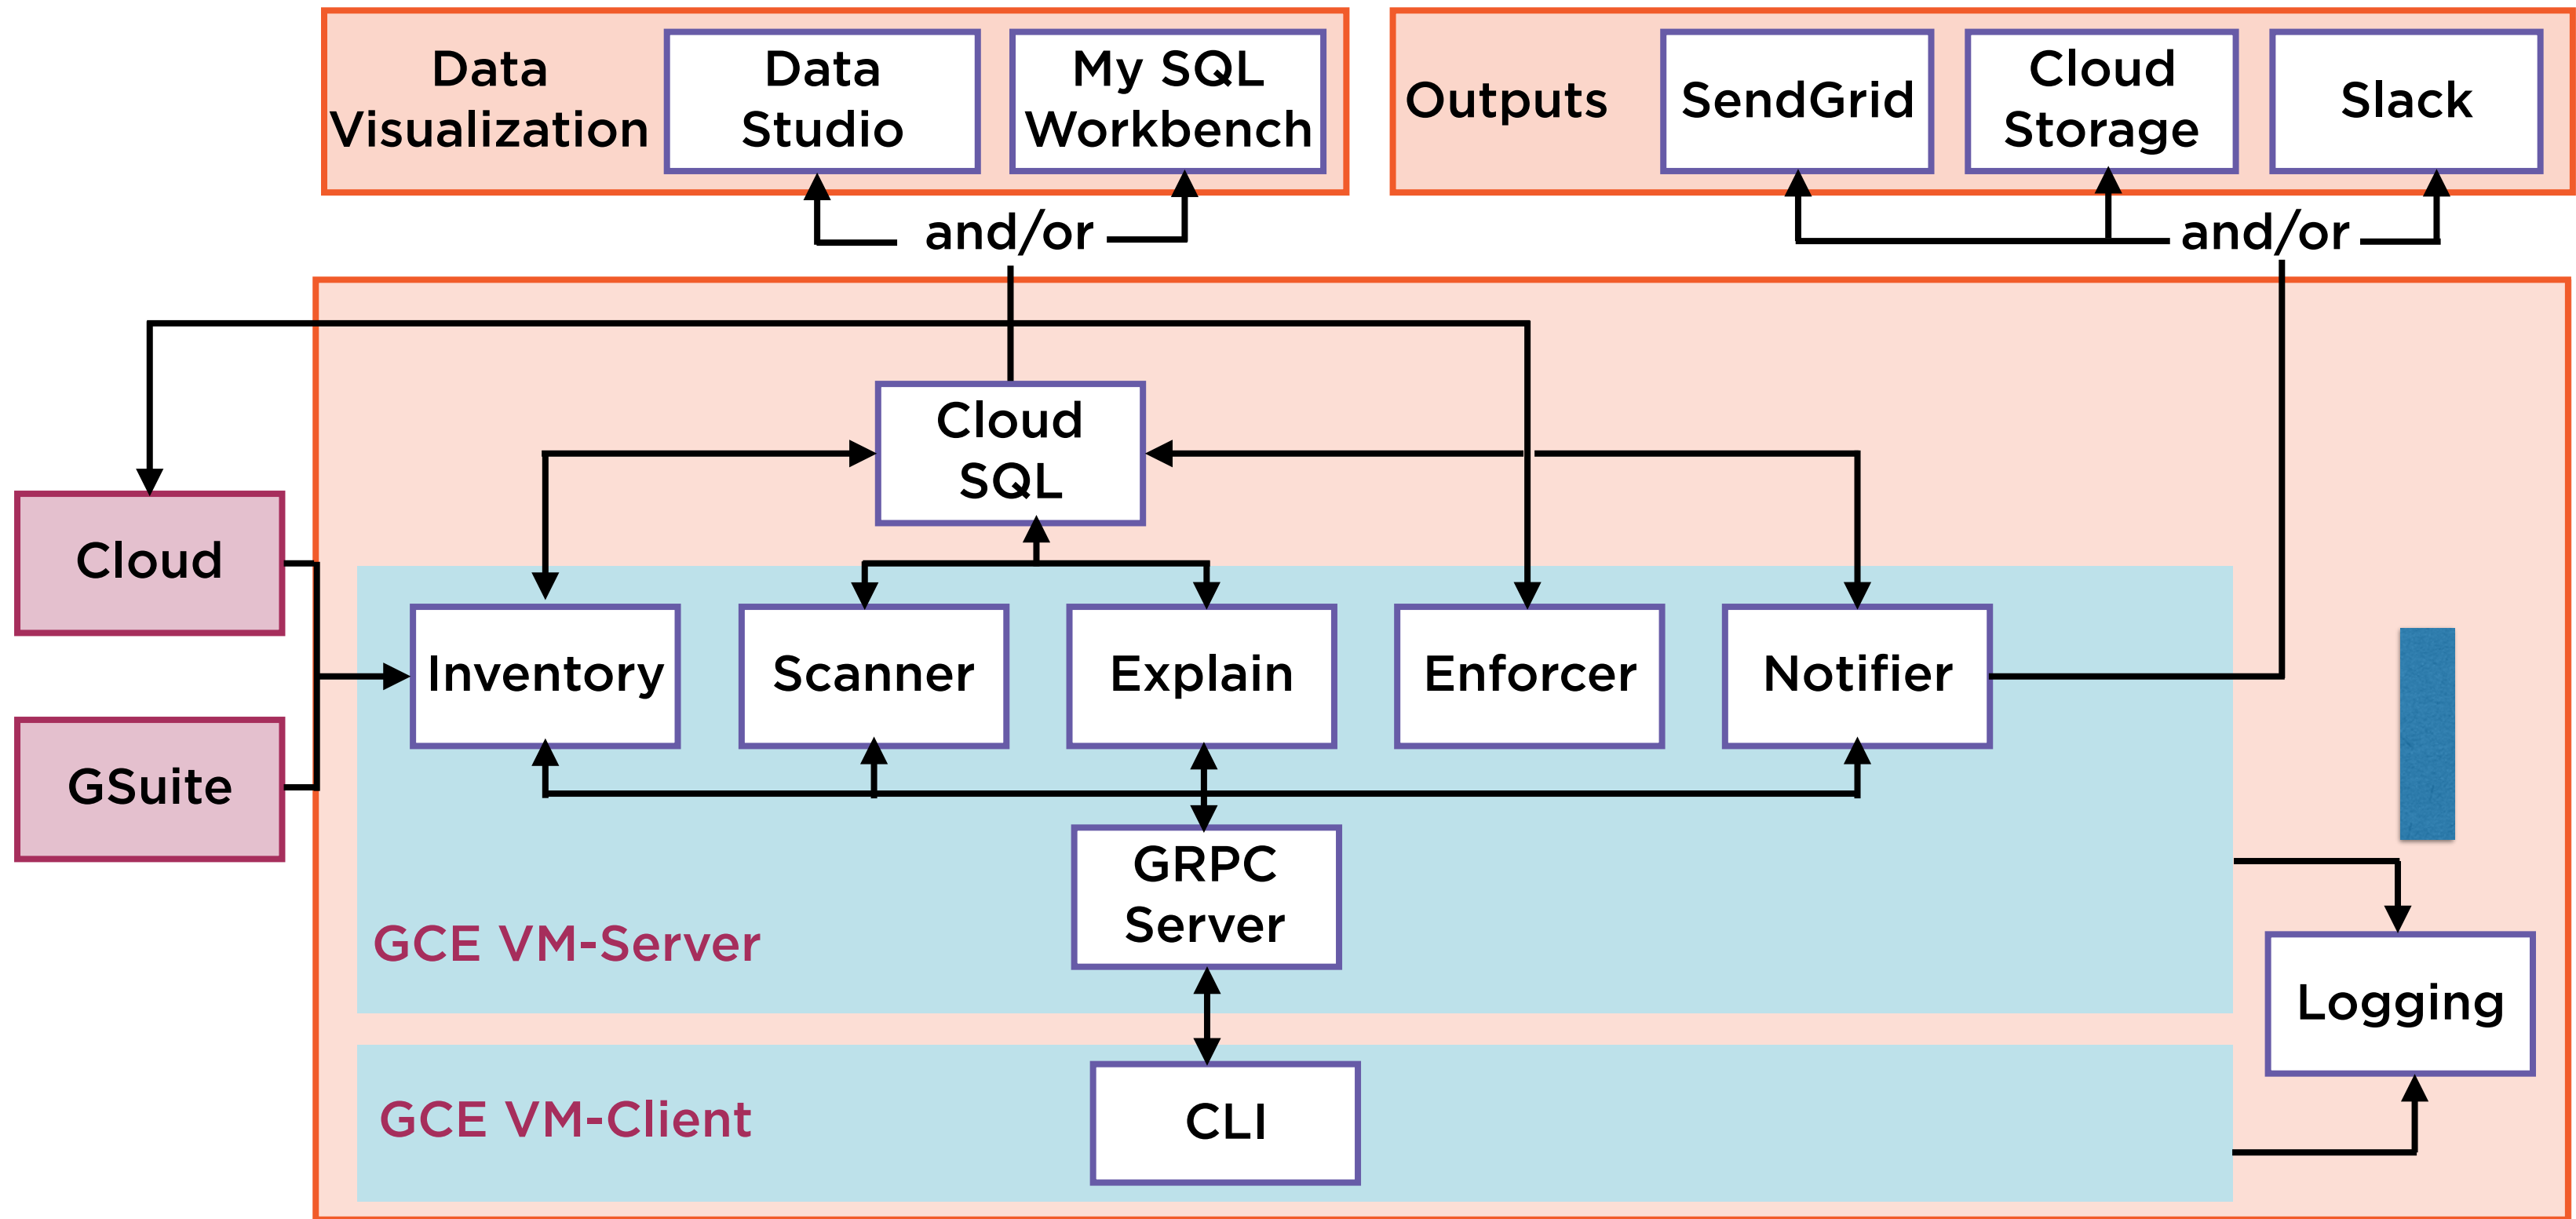 Data
Visualization
Data
Studio
My SQL
Workbench
Outputs
SendGrid
Cloud
Storage
Slack
and/or
and/or
Cloud
SQL
Cloud
GSuite
Inventory
Scanner
Explain
Enforcer
Notifier
GRPC
Server
GCE VM-Server
Logging
GCE VM-Client
CLI